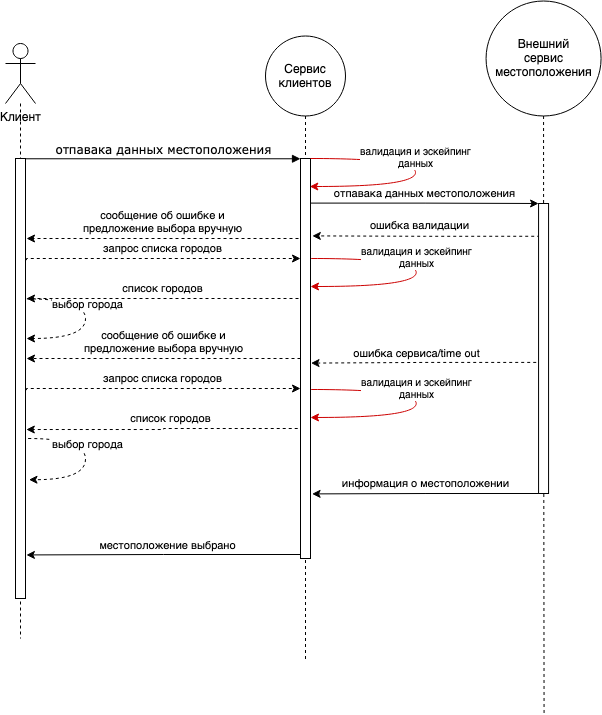 Клиент
Сервис
клиентов
Внешний
сервис
местоположения
отпавака данных местоположения
валидация и эскейпинг
данных
отпавака данных местоположения
сообщение об ошибке и
предложение выбора вручную
ошибка валидации
запрос списка городов
валидация и эскейпинг
данных
список городов
выбор города
сообщение об ошибке и
предложение выбора вручную
ошибка сервиса/time out
запрос списка городов
валидация и эскейпинг
данных
список городов
выбор города
информация о местоположении
местоположение выбрано